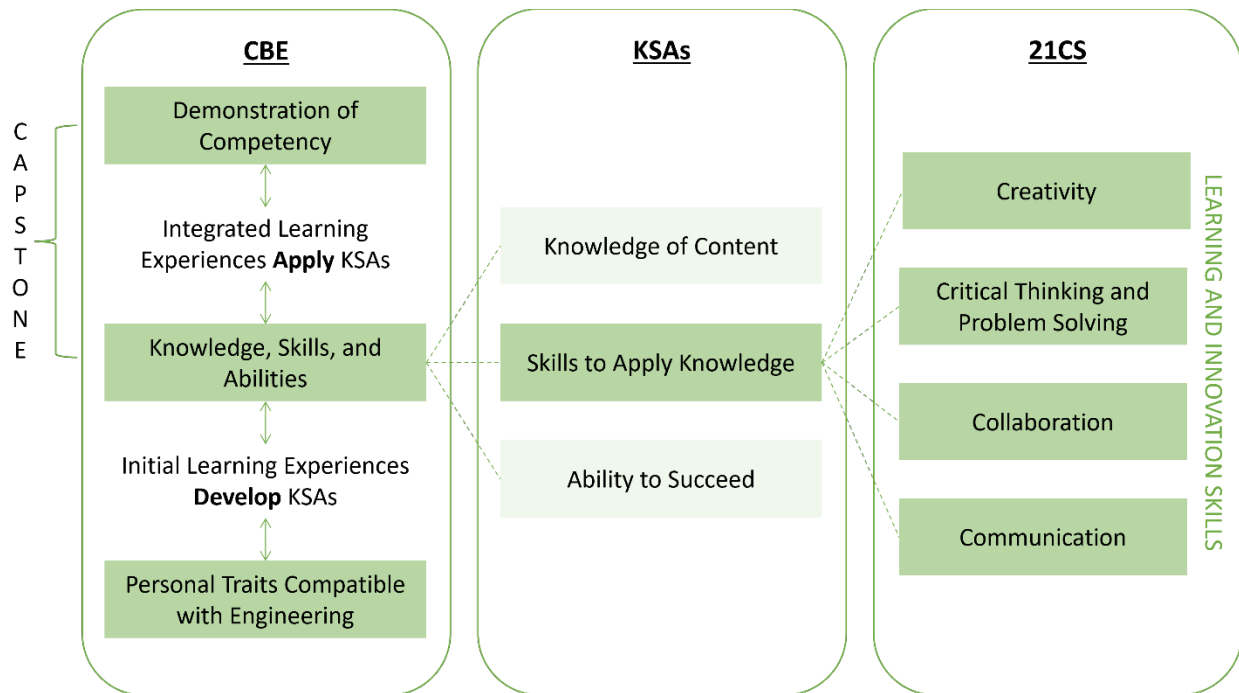 CAPSTONE
CBE
Demonstration of
Competency
Integrated Learning
Experiences Apply KSAs
Knowledge, Skills, and
Abilities
Initial Learning Experiences
Develop KSAs
Personal Traits Compatible
with Engineering
KSAs
Knowledge of Content
Skills to Apply Knowledge
Ability to Succeed
21CS
Creativity
Critical Thinking and
Problem Solving
Collaboration
Communication
LEARNING AND INNOVATION SKILLS